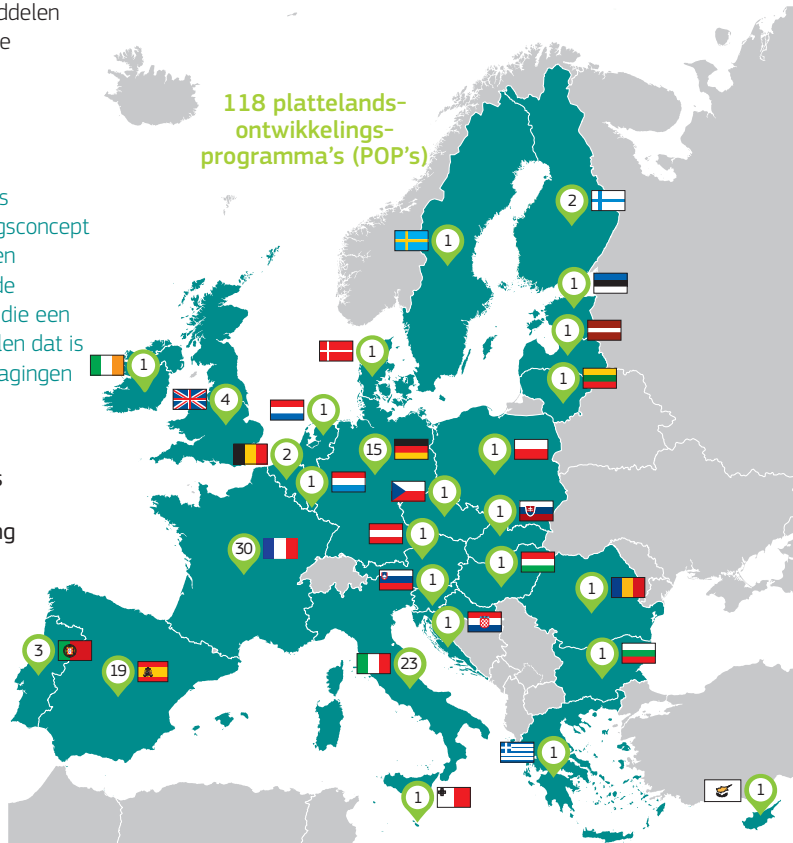 ddelen
e
s
gsconcept
en
de
die een
len dat is
agingen
s
ng
118 plattelands-
ontwikkelings-
programma's (POP's)
2
1
1
1
1
1
1
4
1
2
15
1
1
1
1
30
1
1
1
1
1
3
19
23
1
1
1
1